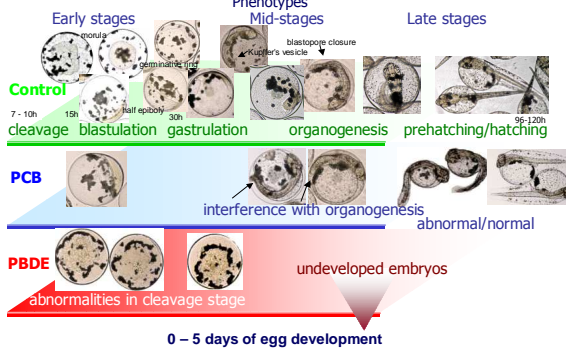 Phenotypes
Early stages
Mid-stages
Late stages
morula
blastopore closure
Kupffer's vesicle
germinative ring
Control
half epiboly
7 - 10h
15h
30h
96-120h
cleavage
blastulation
gastrulation
organogenesis
prehatching/hatching
PCB
interference with organogenesis
abnormal/normal
PBDE
undeveloped embryos
abnormalities in cleavage stage
0 – 5 days of egg development